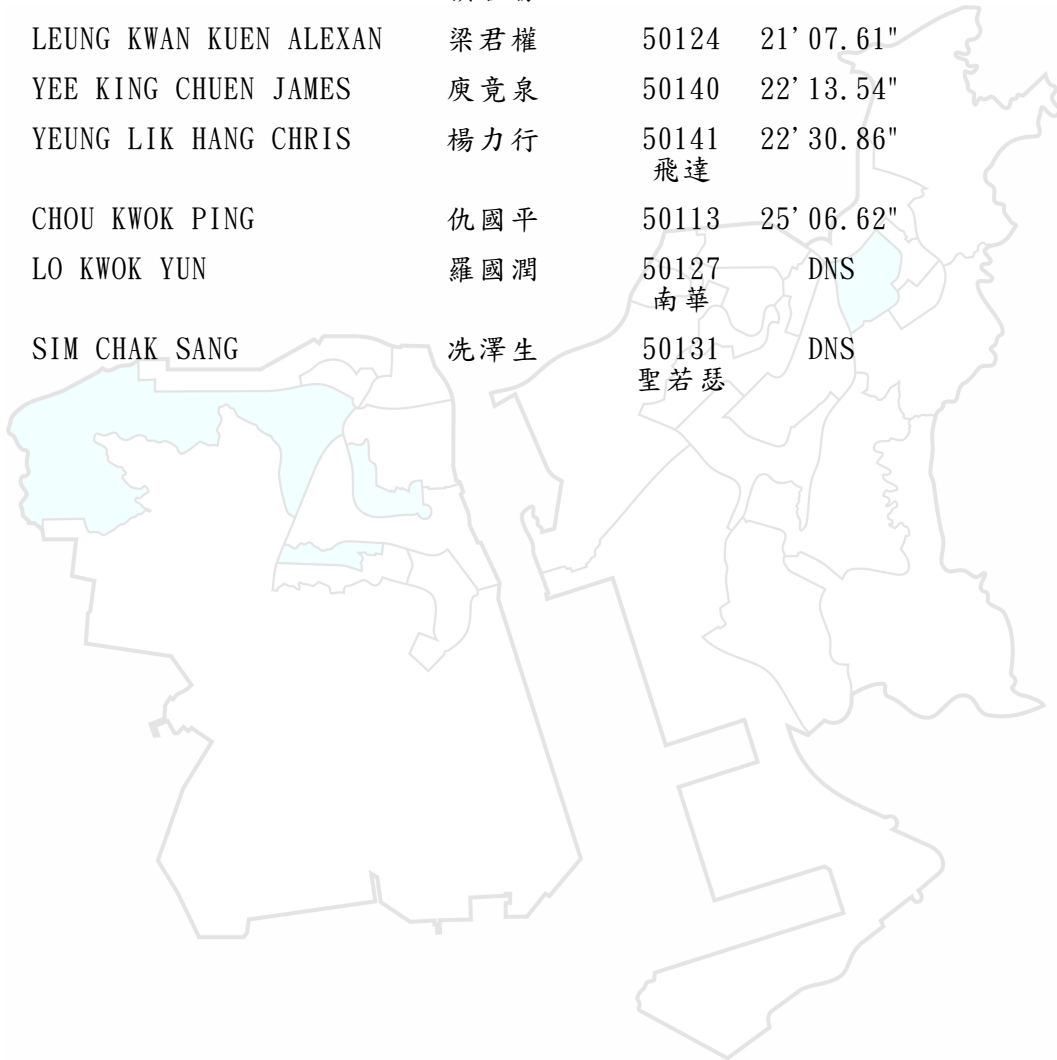 LEUNG KWAN KUEN ALEXAN 梁君權 50124 21'07.61"
YEE KING CHUEN JAMES 庾竟泉 50140 22'13.54"
YEUNG LIK HANG CHRIS 楊力行 50141 22'30.86"
飛達
CHOU KWOK PING 仇國平 50113 25'06.62"
LO KWOK YUN 羅國潤 50127 DNS
南華
SIM CHAK SANG 冼澤生 50131 DNS
聖若瑟